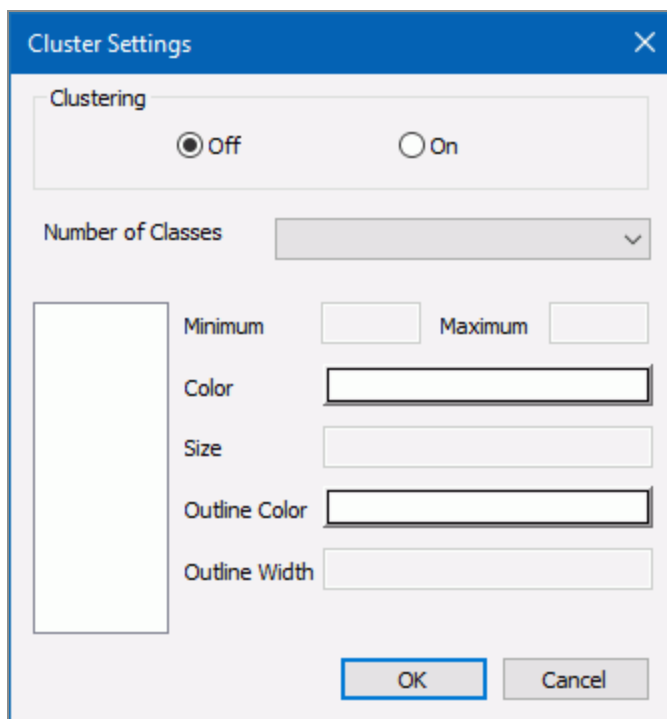 Cluster Settings
Clustering
Off On
Number of Classes
Minimum Maximum
Color
Size
Outline Color
Outline Width
OK Cancel